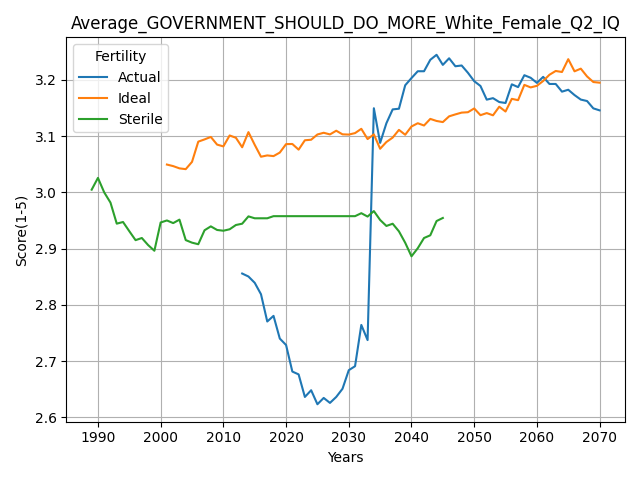 Average_GOVERNMENT_SHOULD_DO_MORE_White_Female_Q2_IQ
Fertility
Actual
Ideal
Sterile
Score(1-5)
3.2
3.1
3.0
2.9
2.8
2.7
2.6
1990 2000 2010 2020 2030 2040 2050 2060 2070
Years